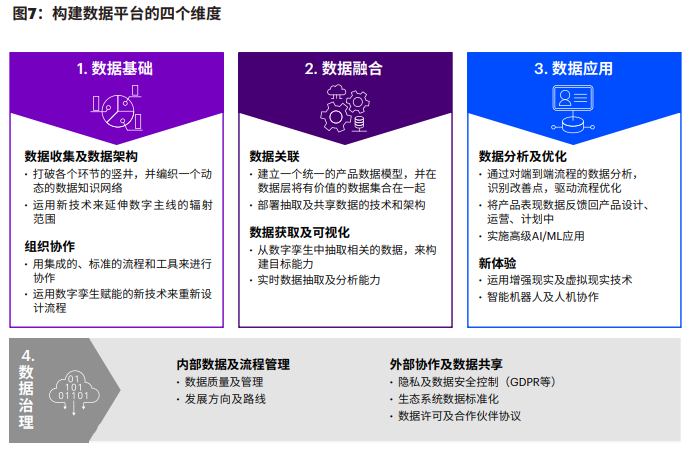 图7：构建数据平台的四个维度
1. 数据基础
数据收集及数据架构
· 打破各个环节的竖井，并编织一个动
态的数据知识网络
· 运用新技术来延伸数字主线的辐射
范围
组织协作
· 用集成的、标准的流程和工具来进行
协作
· 运用数字孪生赋能的新技术来重新设
计流程
2. 数据融合
数据关联
· 建立一个统一的产品数据模型，并在
数据层将有价值的数据集合在一起
· 部署抽取及共享数据的技术和架构
数据获取及可视化
· 从数字孪生中抽取相关的数据，来构
建目标能力
· 实时数据抽取及分析能力
3. 数据应用
数据分析及优化
· 通过对端到端流程的数据分析，
识别改善点，驱动流程优化
· 将产品表现数据反馈回产品设计、
运营、计划中
· 实施高级AI/ML应用
新体验
· 运用增强现实及虚拟现实技术
· 智能机器人及人机协作
4.
数据治理
01
101
01101
内部数据及流程管理
· 数据质量及管理
· 发展方向及路线
外部协作及数据共享
· 隐私及数据安全控制（GDPR等）
· 生态系统数据标准化
· 数据许可及合作伙伴协议